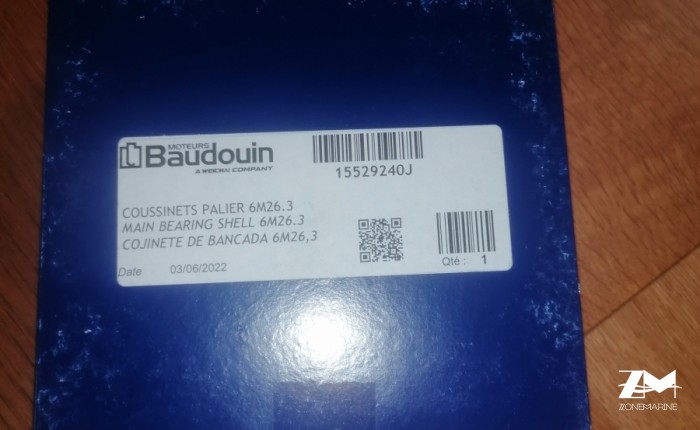 MOTEURS
Baudouin
A WEICHAI COMPANY
15529240J
COUSSINETS PALIER 6M26.3
MAIN BEARING SHELL 6M26.3
COJINETE DE BANCADA 6M26,3
Date 03/06/2022
Qté : 1
ZM
ZONEMARINE